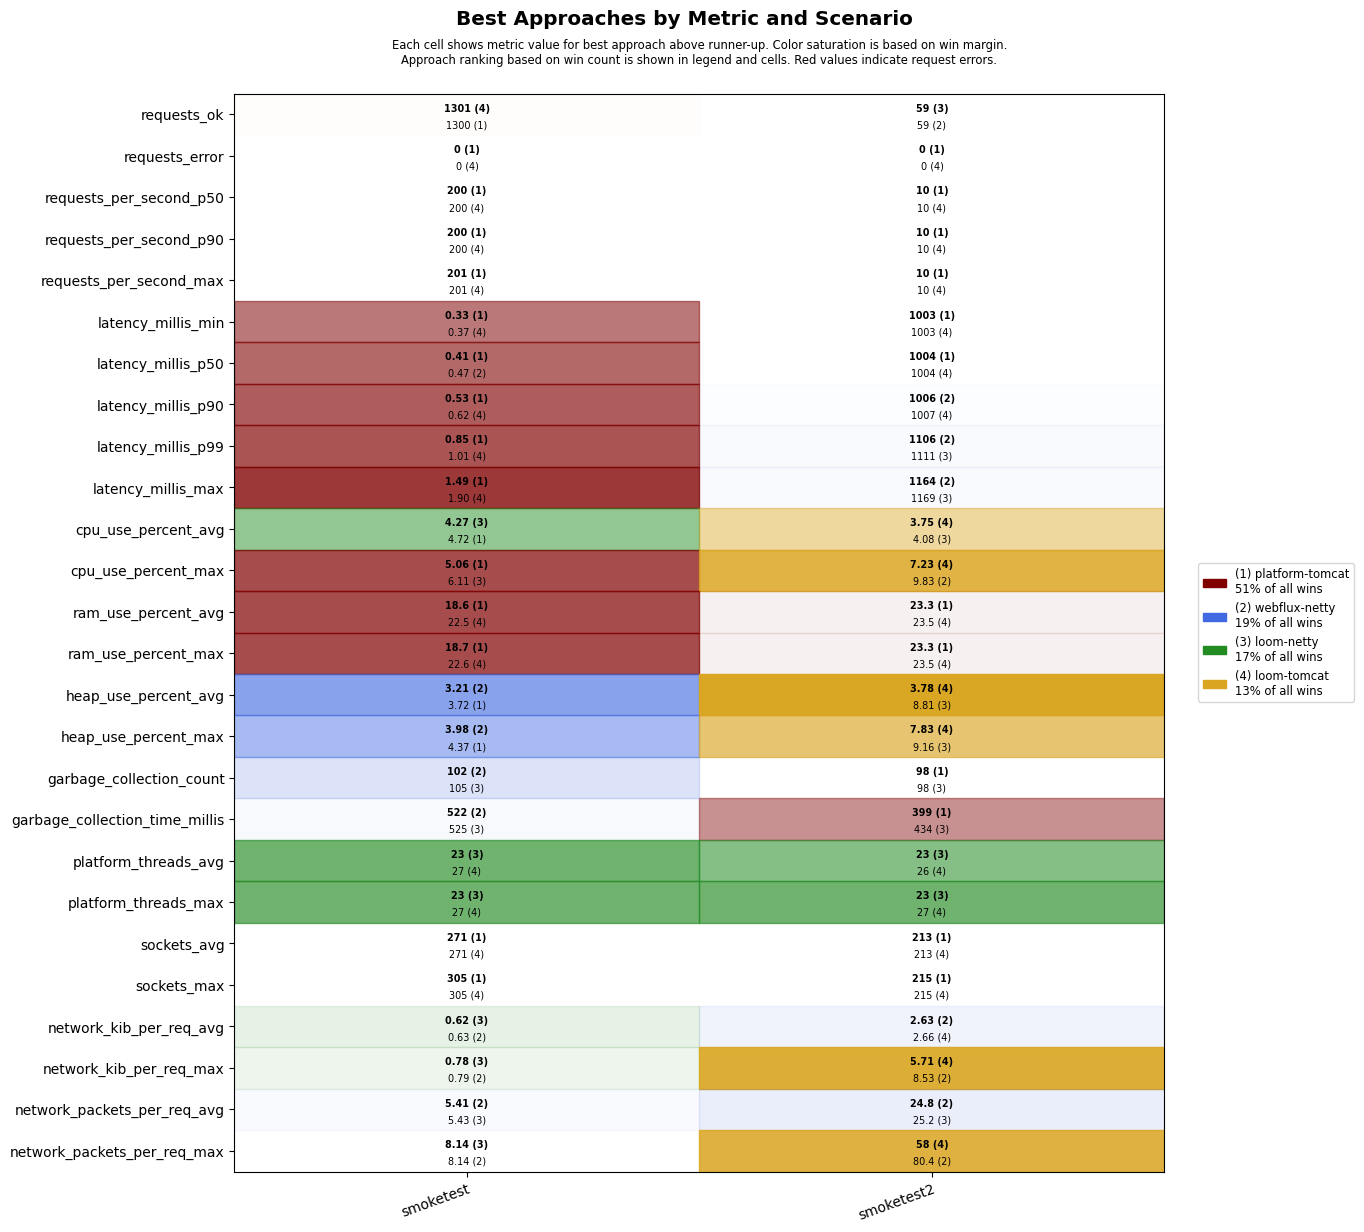 Best Approaches by Metric and Scenario
Each cell shows metric value for best approach above runner-up. Color saturation is based on win margin.
Approach ranking based on win count is shown in legend and cells. Red values indicate request errors.
requests_ok
1301 (4)
1300 (1)
59 (3)
59 (2)
requests_error
0 (1)
0 (4)
0 (1)
0 (4)
requests_per_second_p50
200 (1)
200 (4)
10 (1)
10 (4)
requests_per_second_p90
200 (1)
200 (4)
10 (1)
10 (4)
requests_per_second_max
201 (1)
201 (4)
10 (1)
10 (4)
latency_millis_min
0.33 (1)
0.37 (4)
1003 (1)
1003 (4)
latency_millis_p50
0.41 (1)
0.47 (2)
1004 (1)
1004 (4)
latency_millis_p90
0.53 (1)
0.62 (4)
1006 (2)
1007 (4)
latency_millis_p99
0.85 (1)
1.01 (4)
1106 (2)
1111 (3)
latency_millis_max
1.49 (1)
1.90 (4)
1164 (2)
1169 (3)
cpu_use_percent_avg
4.27 (3)
4.72 (1)
3.75 (4)
4.08 (3)
cpu_use_percent_max
5.06 (1)
6.11 (3)
7.23 (4)
9.83 (2)
ram_use_percent_avg
18.6 (1)
22.5 (4)
23.3 (1)
23.5 (4)
ram_use_percent_max
18.7 (1)
22.6 (4)
23.3 (1)
23.5 (4)
heap_use_percent_avg
3.21 (2)
3.72 (1)
3.78 (4)
8.81 (3)
heap_use_percent_max
3.98 (2)
4.37 (1)
7.83 (4)
9.16 (3)
garbage_collection_count
102 (2)
105 (3)
98 (1)
98 (3)
garbage_collection_time_millis
522 (2)
525 (3)
399 (1)
434 (3)
platform_threads_avg
23 (3)
27 (4)
23 (3)
26 (4)
platform_threads_max
23 (3)
27 (4)
23 (3)
27 (4)
sockets_avg
271 (1)
271 (4)
213 (1)
213 (4)
sockets_max
305 (1)
305 (4)
215 (1)
215 (4)
network_kib_per_req_avg
0.62 (3)
0.63 (2)
2.63 (2)
2.66 (4)
network_kib_per_req_max
0.78 (3)
0.79 (2)
5.71 (4)
8.53 (2)
network_packets_per_req_avg
5.41 (2)
5.43 (3)
24.8 (2)
25.2 (3)
network_packets_per_req_max
8.14 (3)
8.14 (2)
58 (4)
80.4 (2)
smoketest
smoketest2
(1) platform-tomcat
51% of all wins
(2) webflux-netty
19% of all wins
(3) loom-netty
17% of all wins
(4) loom-tomcat
13% of all wins